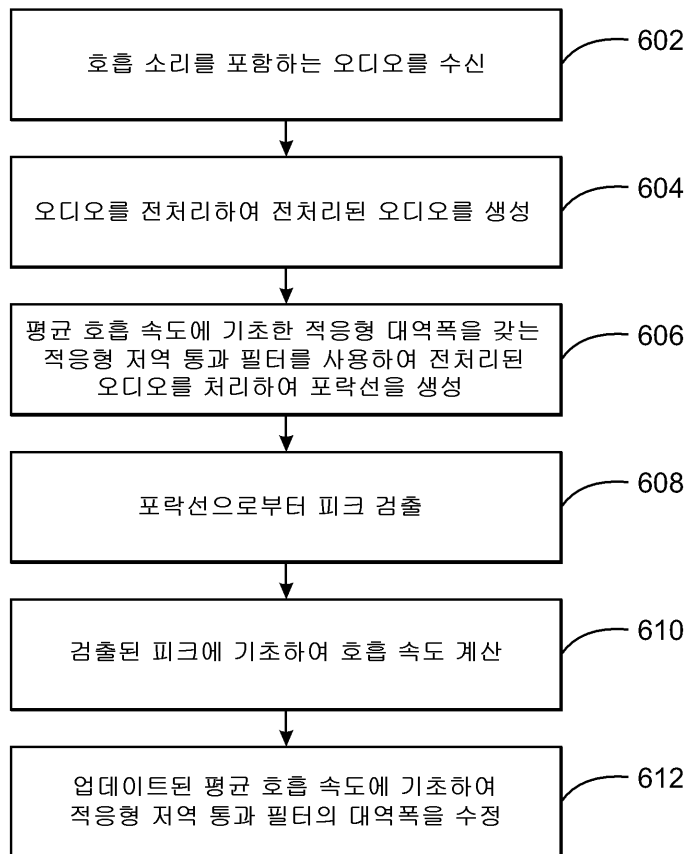 호흡 소리를 포함하는 오디오를 수신
602
오디오를 전처리하여 전처리된 오디오를 생성
604
평균 호흡 속도에 기초한 적응형 대역폭을 갖는
적응형 저역 통과 필터를 사용하여 전처리된
오디오를 처리하여 포락선을 생성
606
포락선으로부터 피크 검출
608
검출된 피크에 기초하여 호흡 속도 계산
610
업데이트된 평균 호흡 속도에 기초하여
적응형 저역 통과 필터의 대역폭을 수정
612